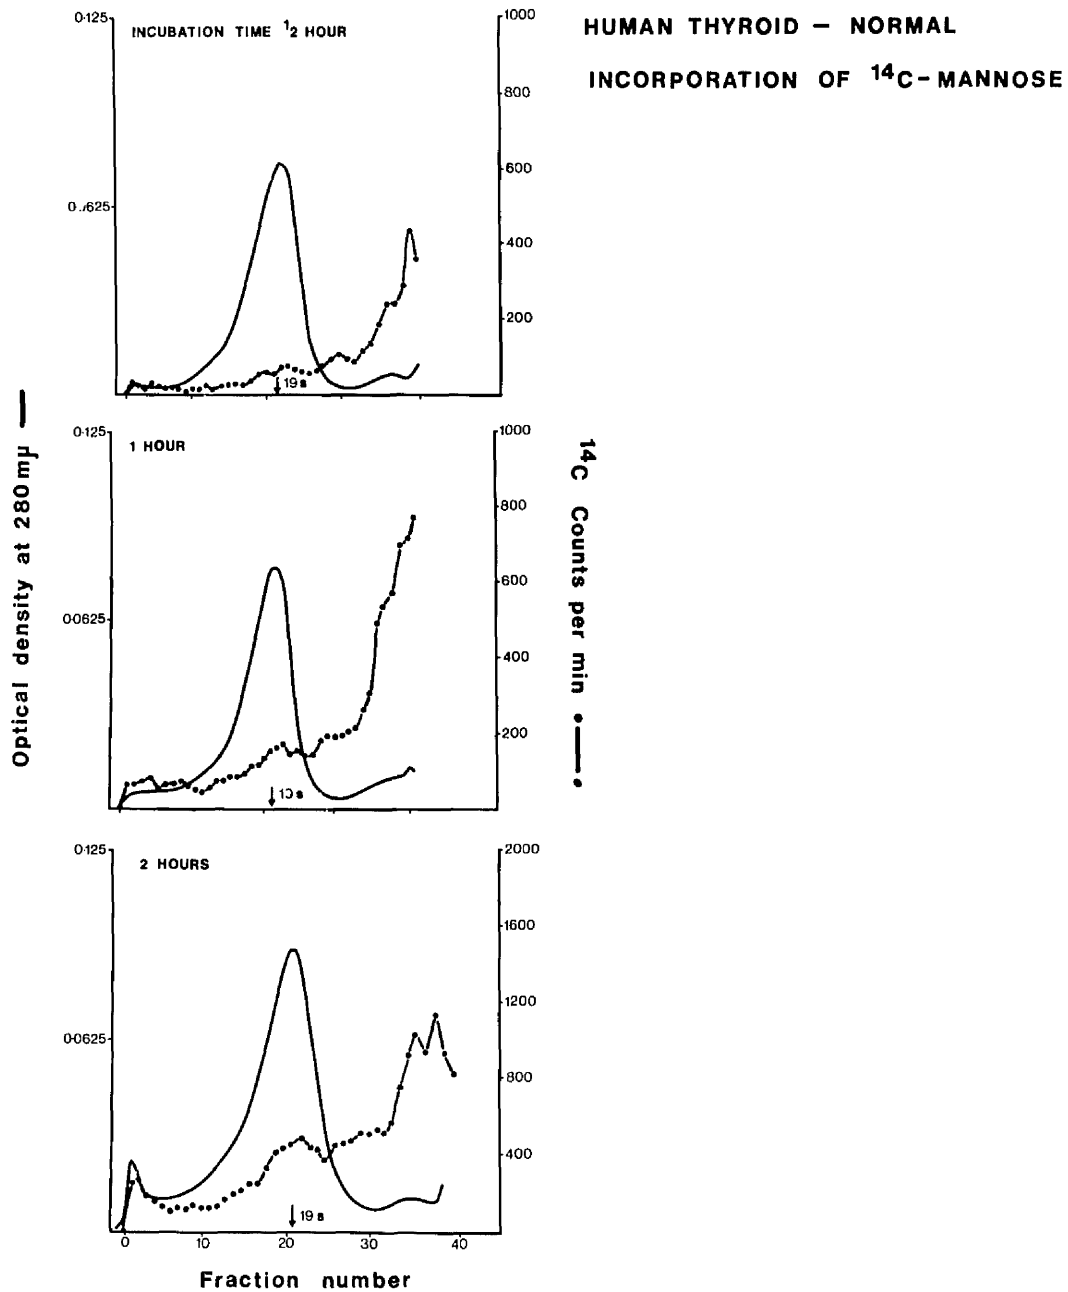 HUMAN THYROID – NORMAL
INCORPORATION OF ¹⁴C-MANNOSE
INCUBATION TIME ½ HOUR
0·125
1000
800
600
400
200
19 s
1 HOUR
0·125
0·0625
1000
800
600
400
200
2 HOURS
0·125
0·0625
2000
1600
1200
800
400
19 s
0 10 20 30 40
Fraction number
Optical density at 280 mμ
¹⁴C Counts per min